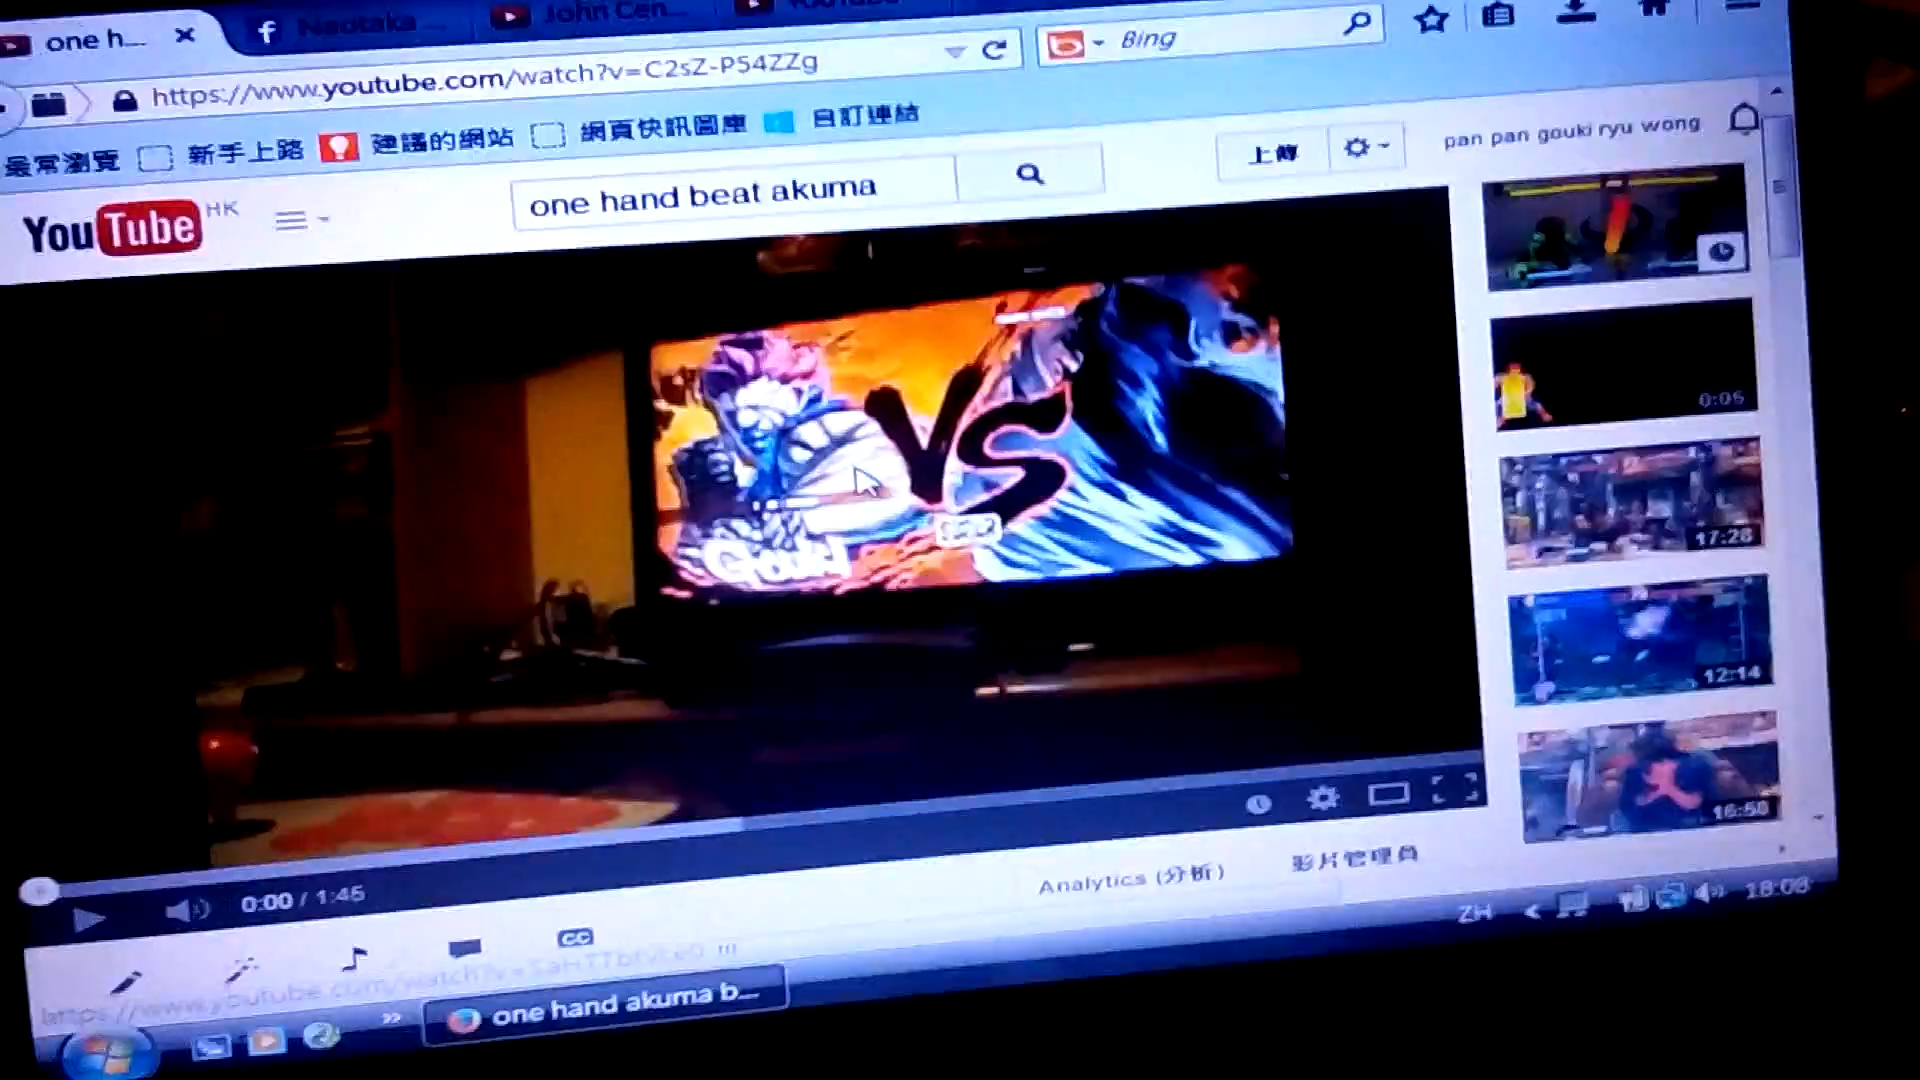 one h...
Naotaka ...
John Cen...
YouTube
https://www.youtube.com/watch?v=C2sZ-P54ZZg
Bing
最常瀏覽 新手上路 建議的網站 網頁快訊圖庫 自訂連結
YouTube HK
one hand beat akuma
上傳
pan pan gouki ryu wong
VS
Gouki
0:05
17:28
12:14
16:50
0:00 / 1:45
Analytics (分析)
影片管理員
CC
one hand akuma b...
ZH
18:08